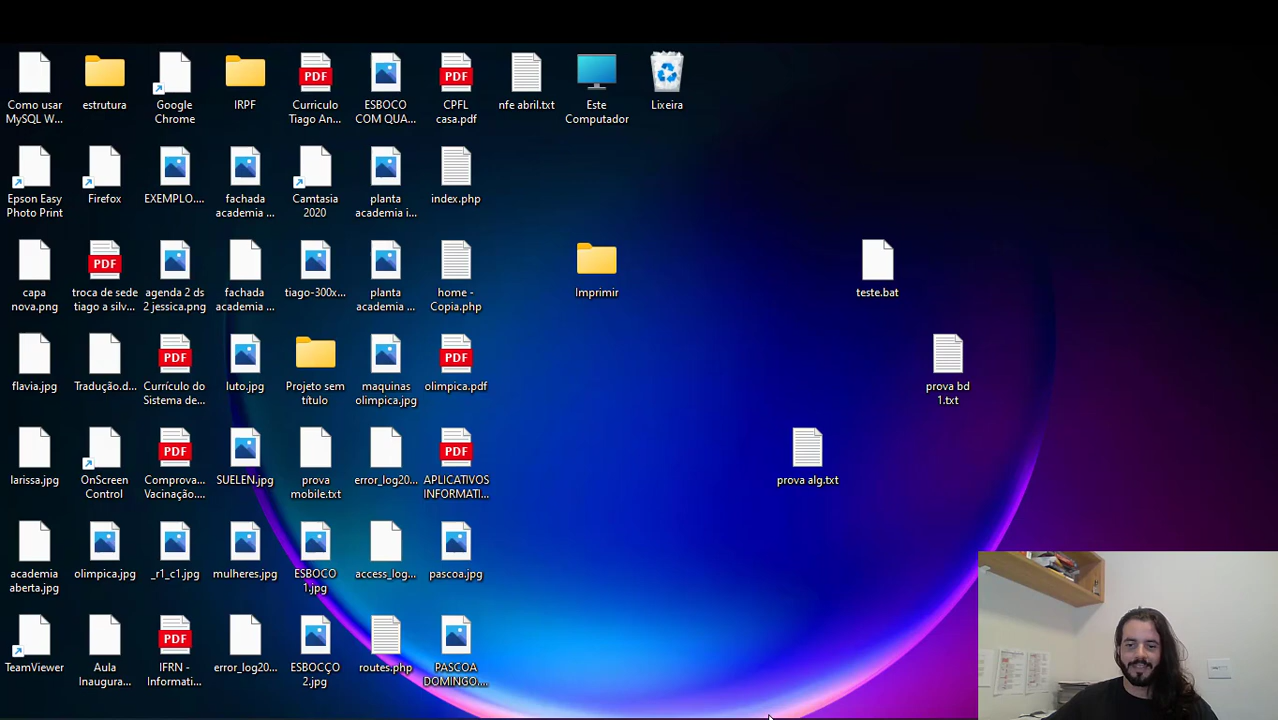 Como usar
MySQL W...
estrutura
Google
Chrome
IRPF
PDF
Curriculo
Tiago An...
ESBOCO
COM QUA...
PDF
CPFL
casa.pdf
nfe abril.txt
Este
Computador
Lixeira
Epson Easy
Photo Print
Firefox
EXEMPLO....
fachada
academia ...
Camtasia
2020
planta
academia i...
index.php
capa
nova.png
PDF
troca de sede
tiago a silv...
agenda 2 ds
2 jessica.png
fachada
academia ...
tiago-300x...
planta
academia ...
home -
Copia.php
Imprimir
teste.bat
flavia.jpg
Tradução.d...
PDF
Currículo do
Sistema de...
luto.jpg
Projeto sem
título
maquinas
olimpica.jpg
PDF
olimpica.pdf
prova bd
1.txt
larissa.jpg
OnScreen
Control
PDF
Comprova...
Vacinação....
SUELEN.jpg
prova
mobile.txt
error_log20...
PDF
APLICATIVOS
INFORMATI...
prova alg.txt
academia
aberta.jpg
olimpica.jpg
_r1_c1.jpg
mulheres.jpg
ESBOCO
1.jpg
access_log...
pascoa.jpg
TeamViewer
Aula
Inaugura...
PDF
IFRN -
Informati...
error_log20...
ESBOCÇO
2.jpg
routes.php
PASCOA
DOMINGO....